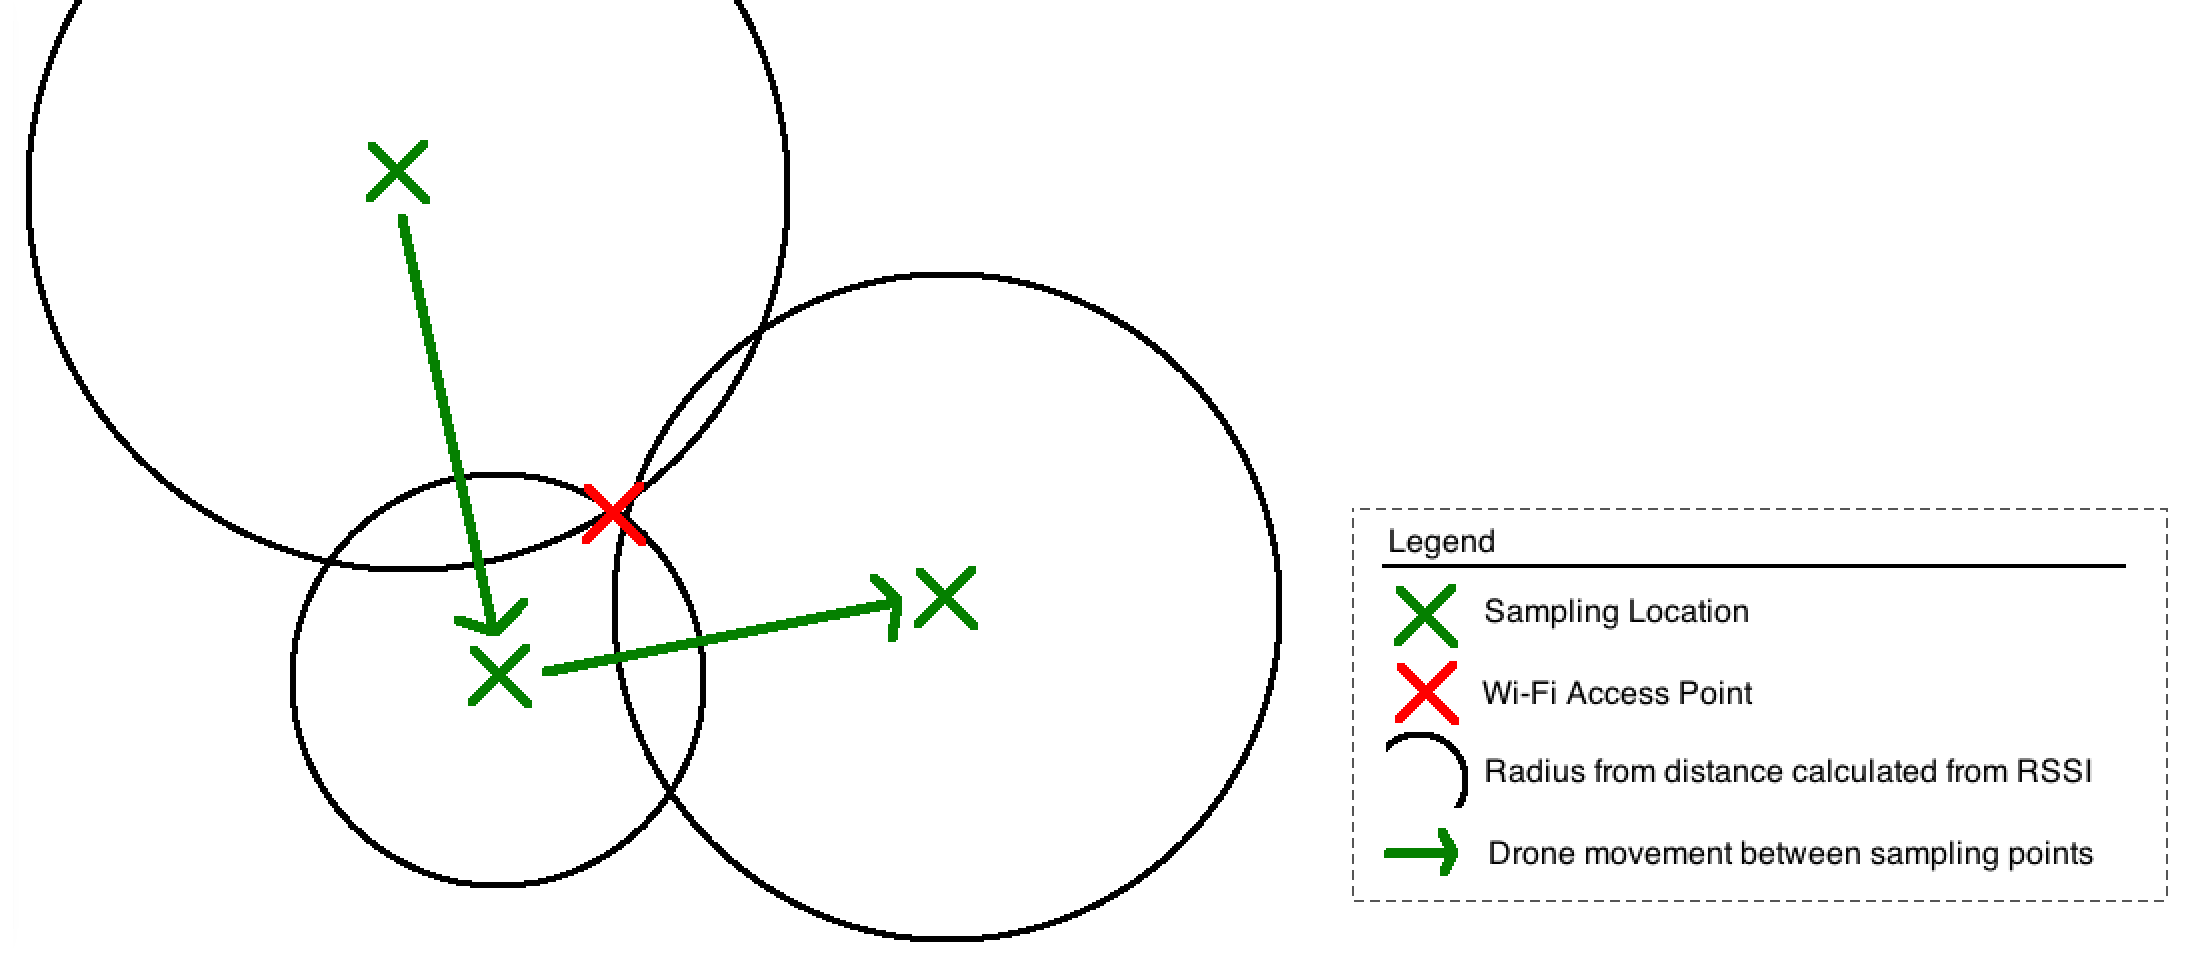 Legend
Sampling Location
Wi-Fi Access Point
Radius from distance calculated from RSSI
Drone movement between sampling points